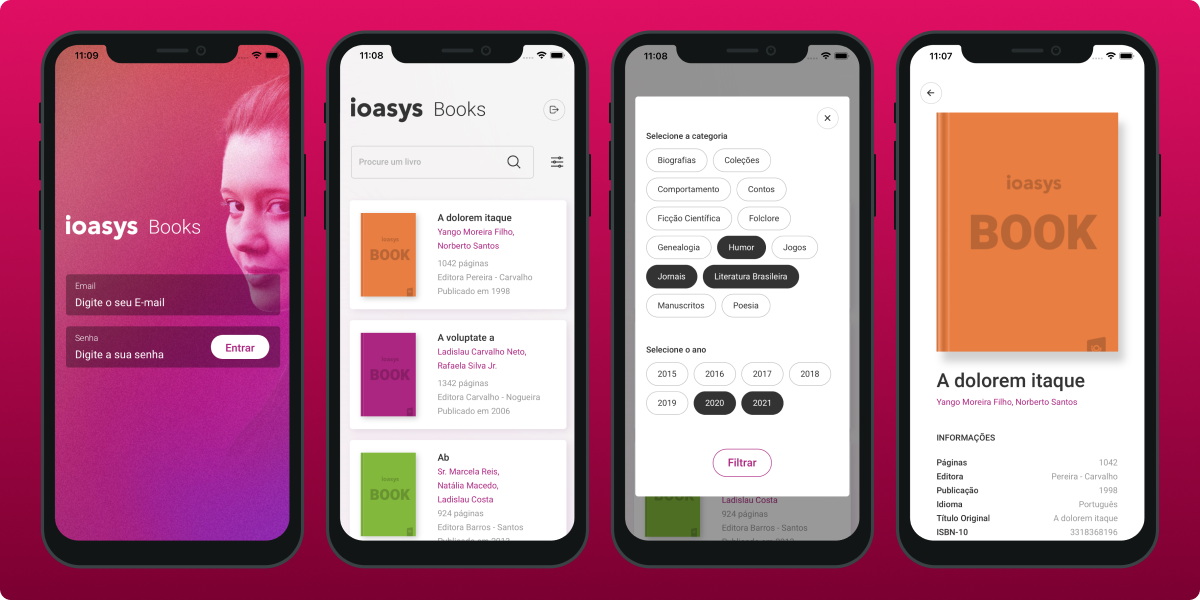 11:09
ioasys Books
Email
Digite o seu E-mail
Senha
Digite a sua senha
Entrar
11:08
ioasys Books
Procure um livro
ioasys
BOOK
A dolorem itaque
Yango Moreira Filho,
Norberto Santos
1042 páginas
Editora Pereira - Carvalho
Publicado em 1998
ioasys
BOOK
A voluptate a
Ladislau Carvalho Neto,
Rafaela Silva Jr.
1342 páginas
Editora Carvalho - Nogueira
Publicado em 2006
ioasys
BOOK
Ab
Sr. Marcela Reis,
Natália Macedo,
Ladislau Costa
924 páginas
Editora Barros - Santos
Publicado em 2012
11:08
Selecione a categoria
Biografias Coleções
Comportamento Contos
Ficção Científica Folclore
Genealogia Humor Jogos
Jornais Literatura Brasileira
Manuscritos Poesia
Selecione o ano
2015 2016 2017 2018
2019 2020 2021
Filtrar
BOOK
Ladislau Costa
924 páginas
Editora Barros - Santos
11:07
ioasys
BOOK
A dolorem itaque
Yango Moreira Filho, Norberto Santos
INFORMAÇÕES
Páginas 1042
Editora Pereira - Carvalho
Publicação 1998
Idioma Português
Título Original A dolorem itaque
ISBN-10 3318368196